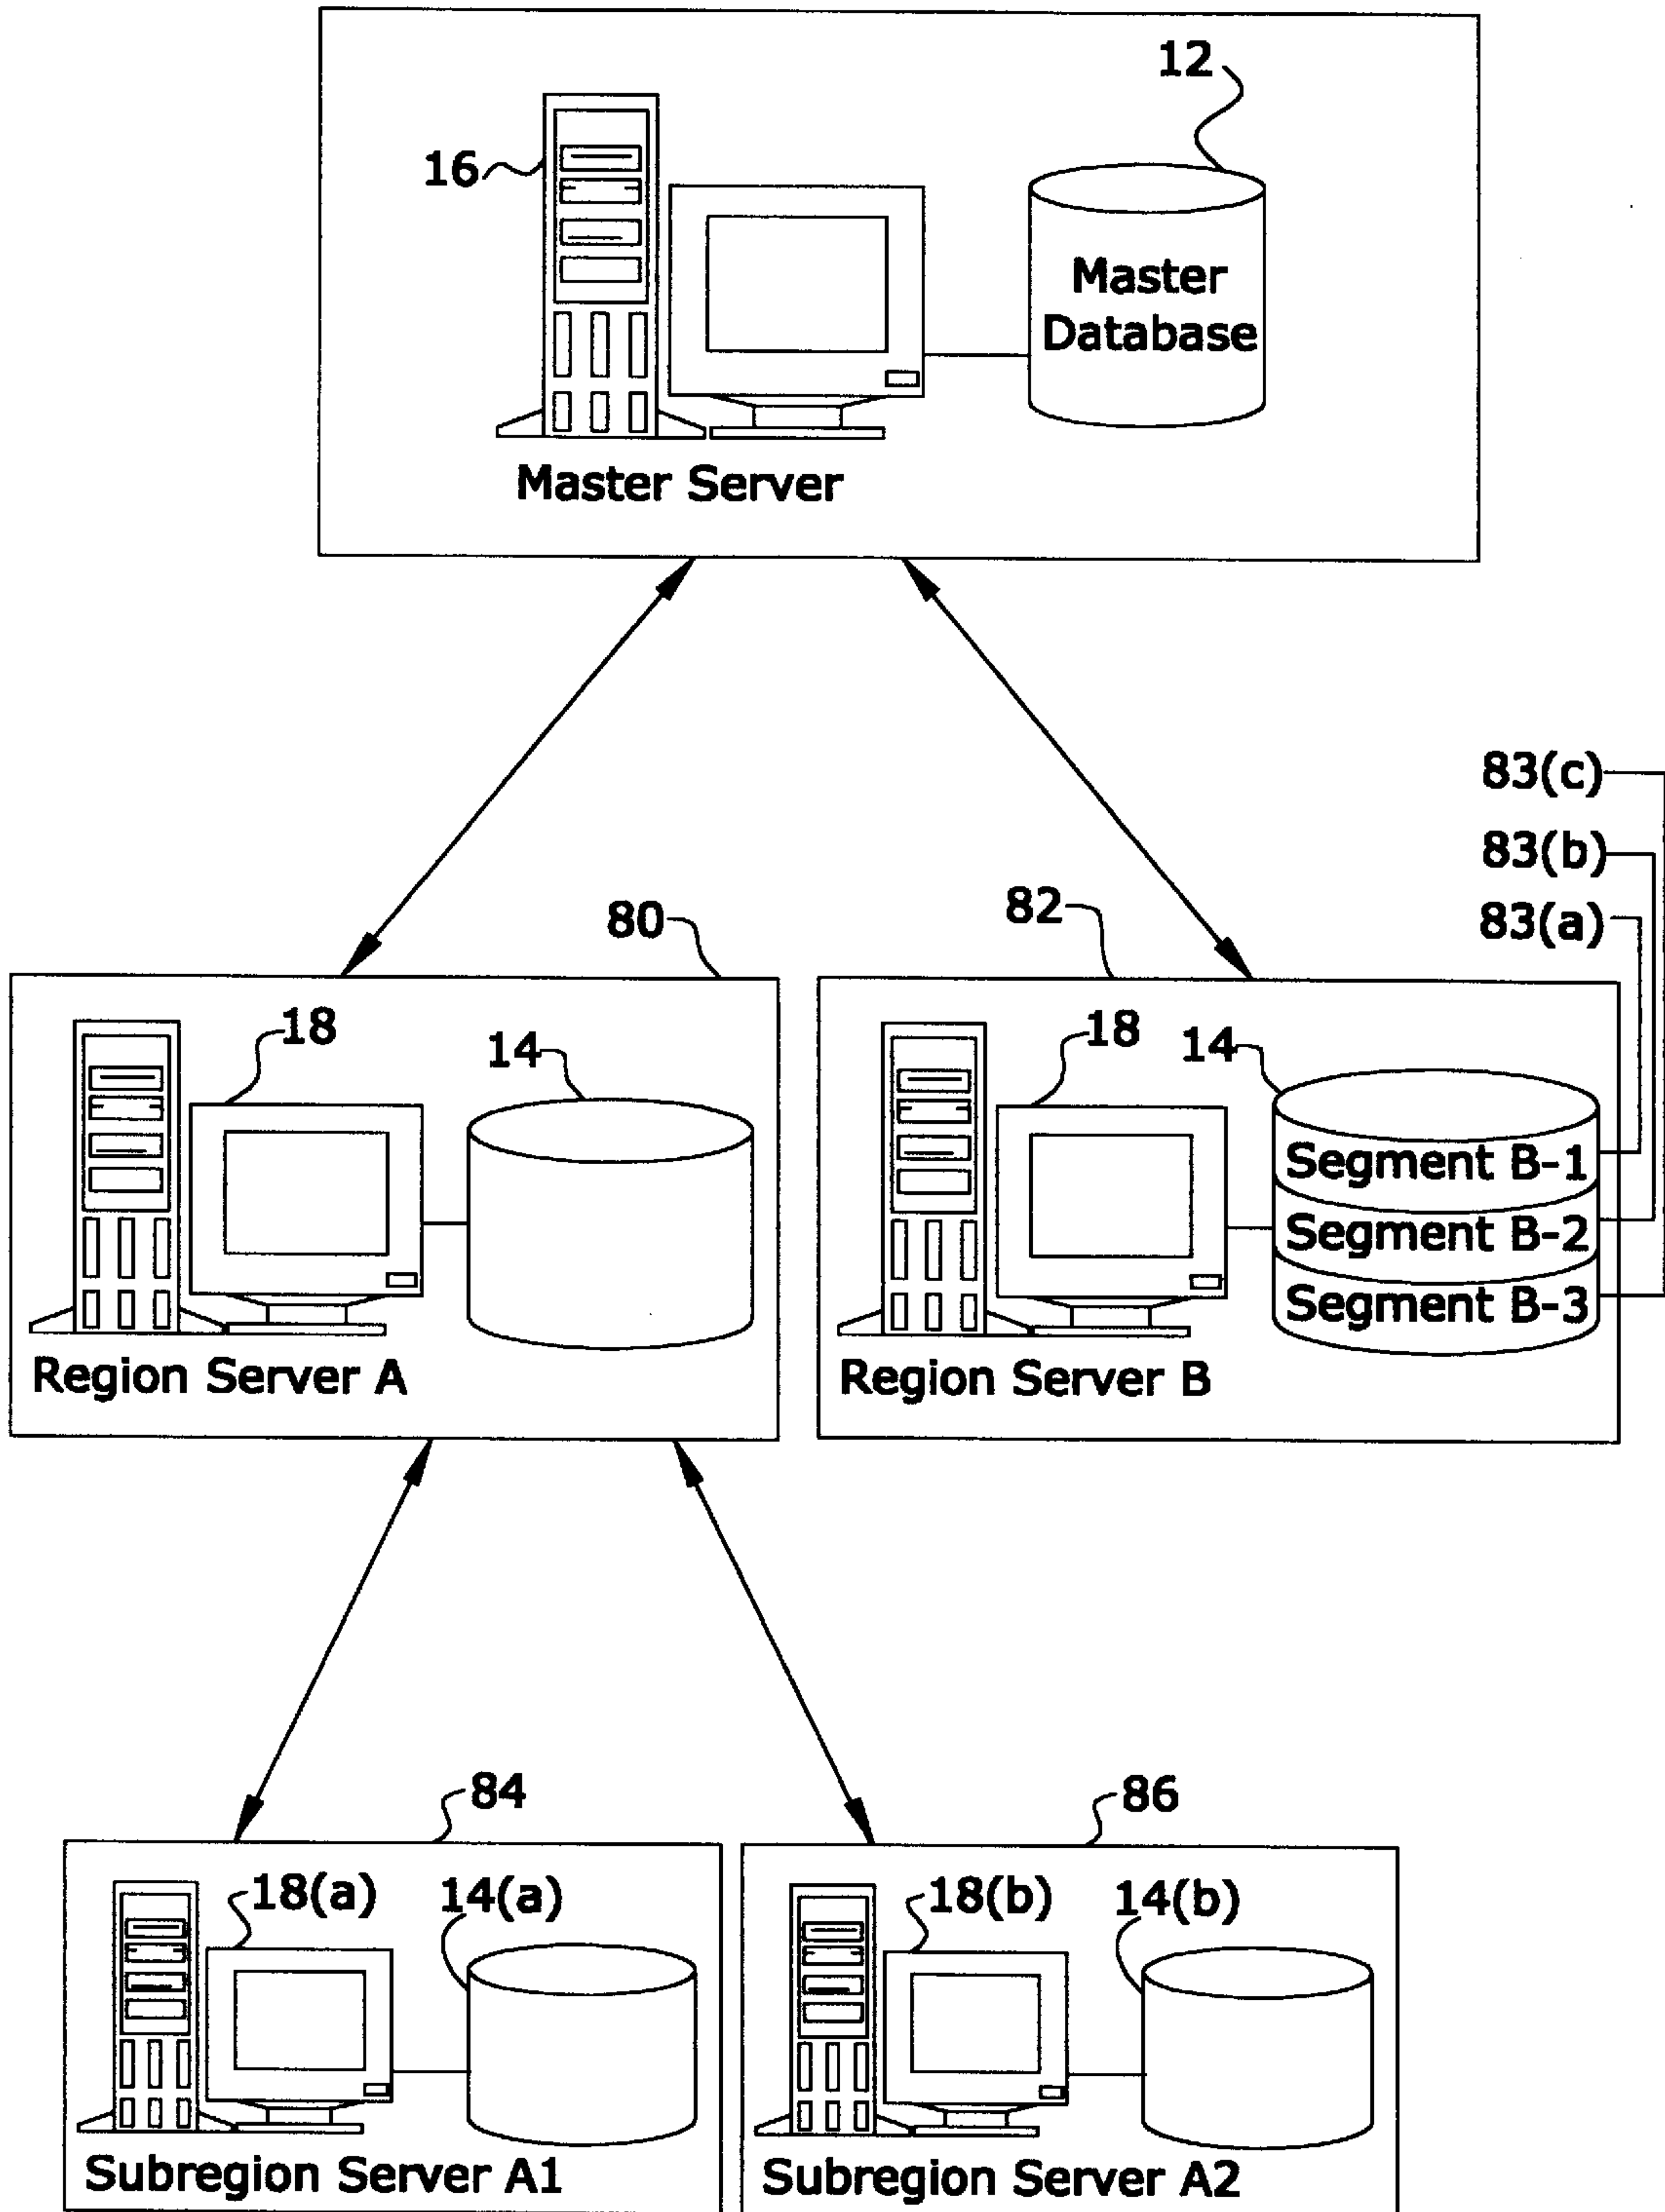 12
16
Master
Database
Master Server
83(c)
83(b)
80
82
83(a)
18
14
18
14
Segment B-1
Segment B-2
Segment B-3
Region Server A
Region Server B
84
86
18(a)
14(a)
18(b)
14(b)
Subregion Server A1
Subregion Server A2